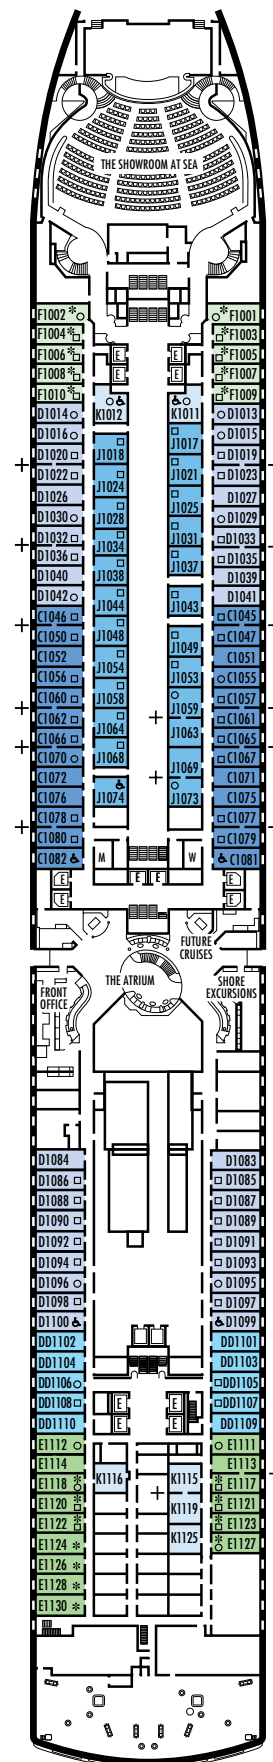 THE SHOWROOM AT SEA
F1002 F1001
F1004 F1003
F1006 E F1005
F1008 E F1007
F1010 F1009
D1014 K1012 K1011 D1013
D1016 J1017 D1015
D1020 J1018 D1019
D1022 J1021 D1023
D1026 J1024 J1025 D1027
D1030 J1028 D1029
D1032 J1034 J1031 D1033
D1036 J1037 D1035
D1040 J1038 D1039
D1042 J1044 J1043 D1041
C1046 C1045
C1050 J1048 J1049 C1047
C1052 J1054 C1051
C1056 J1053 C1055
C1060 J1058 J1059 C1057
C1062 J1064 J1063 C1061
C1066 J1068 C1065
C1070 J1069 C1067
C1072 C1071
C1076 J1074 J1073 C1075
C1078 C1077
C1080 C1079
C1082 M W C1081
E E E E
E E
FUTURE
CRUISES
THE ATRIUM
FRONT
OFFICE
SHORE
EXCURSIONS
D1084 D1083
D1086 D1085
D1088 D1087
D1090 D1089
D1092 D1091
D1094 D1093
D1096 D1095
D1098 D1097
D1100 D1099
DD1102 DD1101
DD1104 DD1103
DD1106 DD1105
DD1108 E E DD1107
DD1110 E E DD1109
E1112 E1111
E1114 K1116 K1115 E1113
E1118 E1117
E1120 K1119 E1121
E1122 E1123
E1124 K1125 E1127
E1126
E1128
E1130